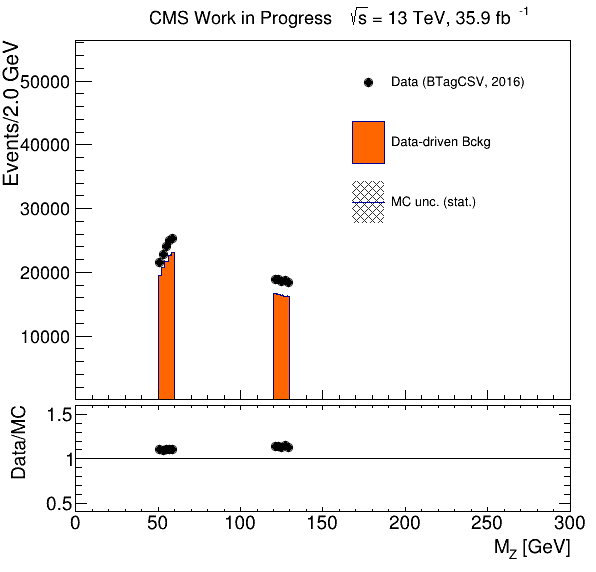 CMS Work in Progress √s = 13 TeV, 35.9 fb⁻¹
Events/2.0 GeV
50000
40000
30000
20000
10000
Data (BTagCSV, 2016)
Data-driven Bckg
MC unc. (stat.)
Data/MC
1.5
1
0.5
0 50 100 150 200 250 300
M_Z [GeV]